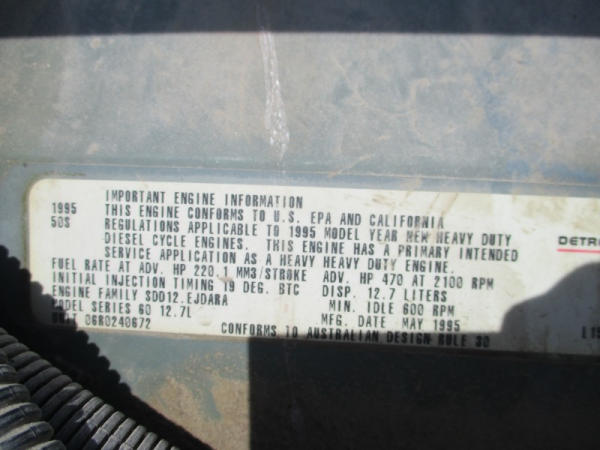 IMPORTANT ENGINE INFORMATION
1995 THIS ENGINE CONFORMS TO U.S. EPA AND CALIFORNIA
50S REGULATIONS APPLICABLE TO 1995 MODEL YEAR NEW HEAVY DUTY
DIESEL CYCLE ENGINES. THIS ENGINE HAS A PRIMARY INTENDED
SERVICE APPLICATION AS A HEAVY HEAVY DUTY ENGINE.
FUEL RATE AT ADV. HP 220.1 MM3/STROKE ADV. HP 470 AT 2100 RPM
INITIAL INJECTION TIMING DEG. BTC DISP. 12.7 LITERS
ENGINE FAMILY SDD12.EJDARA MIN. IDLE 600 RPM
MODEL SERIES 60 12.7L MFG. DATE MAY 1995
UNIT 06R0240672 CONFORMS TO AUSTRALIAN DESIGN RULE 30
DETRO